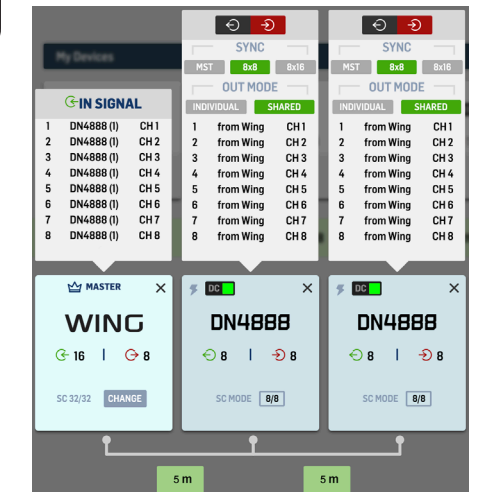 My Devices
SYNC
MST 8x8 8x16
OUT MODE
INDIVIDUAL SHARED
1 from Wing CH 1
2 from Wing CH 2
3 from Wing CH 3
4 from Wing CH 4
5 from Wing CH 5
6 from Wing CH 6
7 from Wing CH 7
8 from Wing CH 8
SYNC
MST 8x8 8x16
OUT MODE
INDIVIDUAL SHARED
1 from Wing CH 1
2 from Wing CH 2
3 from Wing CH 3
4 from Wing CH 4
5 from Wing CH 5
6 from Wing CH 6
7 from Wing CH 7
8 from Wing CH 8
IN SIGNAL
1 DN4888 (1) CH 1
2 DN4888 (1) CH 2
3 DN4888 (1) CH 3
4 DN4888 (1) CH 4
5 DN4888 (1) CH 5
6 DN4888 (1) CH 6
7 DN4888 (1) CH 7
8 DN4888 (1) CH 8
MASTER X
WING
16 | 8
SC 32/32 CHANGE
DC X
DN4888
8 | 8
SC MODE 8/8
DC X
DN4888
8 | 8
SC MODE 8/8
5 m
5 m